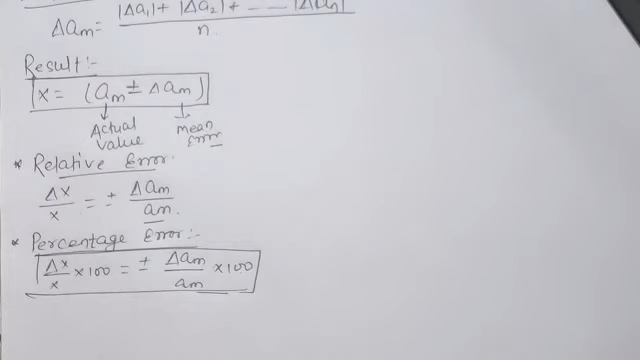 Δam = |Δa1| + |Δa2| + ----- |Δan| / n
Result :-
x = (am ± Δam)
Actual value
Mean Error
* Relative Error.
Δx/x = ± Δam/am.
* Percentage Error :-
Δx/x × 100 = ± Δam/am × 100